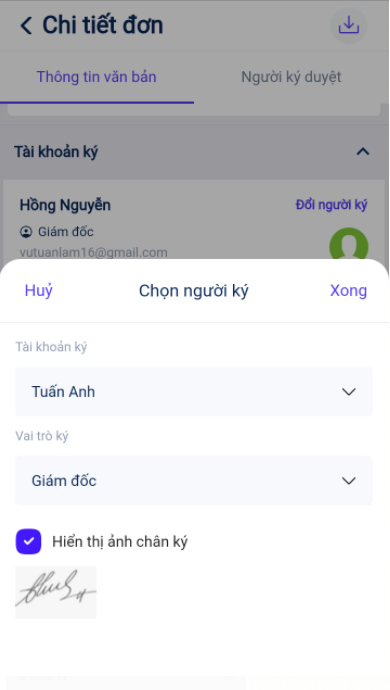 Chi tiết đơn
Thông tin văn bản
Người ký duyệt
Tài khoản ký
Hồng Nguyễn
Đổi người ký
Giám đốc
vutuanlam16@gmail.com
Huỷ
Chọn người ký
Xong
Tài khoản ký
Tuấn Anh
Vai trò ký
Giám đốc
Hiển thị ảnh chân ký